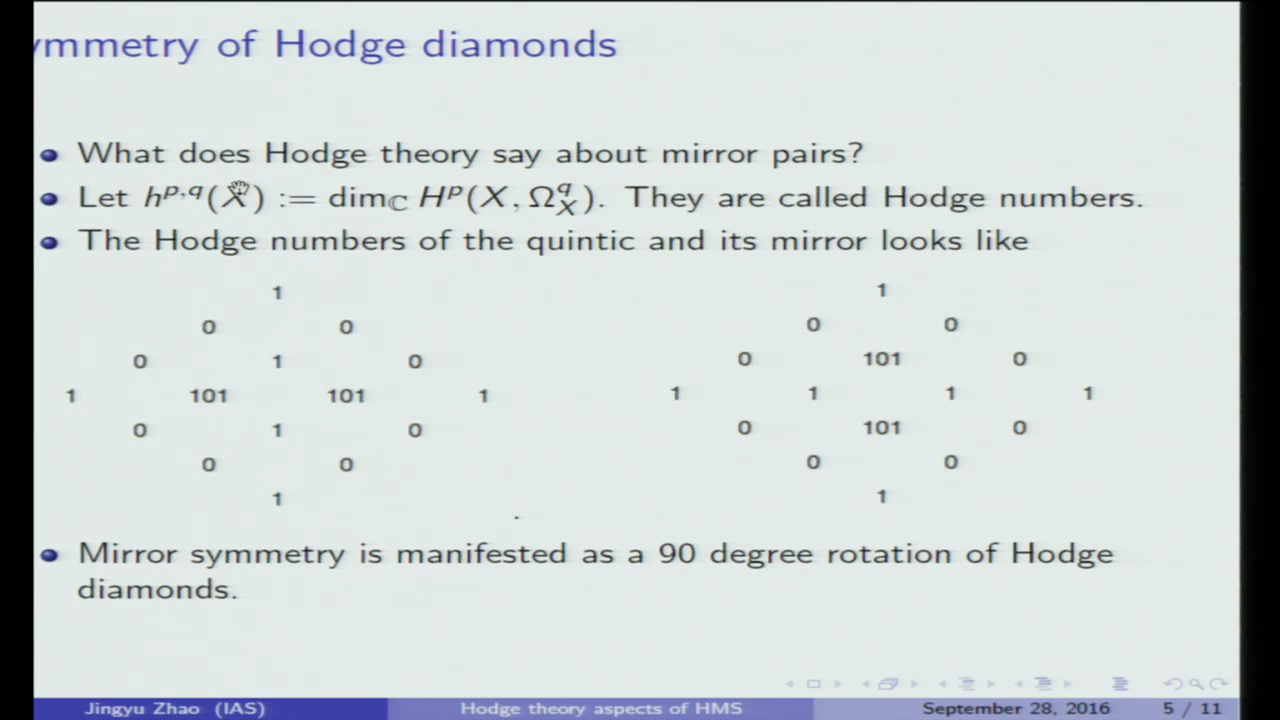 ymmetry of Hodge diamonds
What does Hodge theory say about mirror pairs?
Let h^{p,q}(X) := dim_ℂ H^p(X, Ω^q_X). They are called Hodge numbers.
The Hodge numbers of the quintic and its mirror looks like
1
0 0
0 1 0
1 101 101 1
0 1 0
0 0
1
1
0 0
0 101 0
1 1 1 1
0 101 0
0 0
1
Mirror symmetry is manifested as a 90 degree rotation of Hodge
diamonds.
Jingyu Zhao (IAS) Hodge theory aspects of HMS September 28, 2016 5 / 11